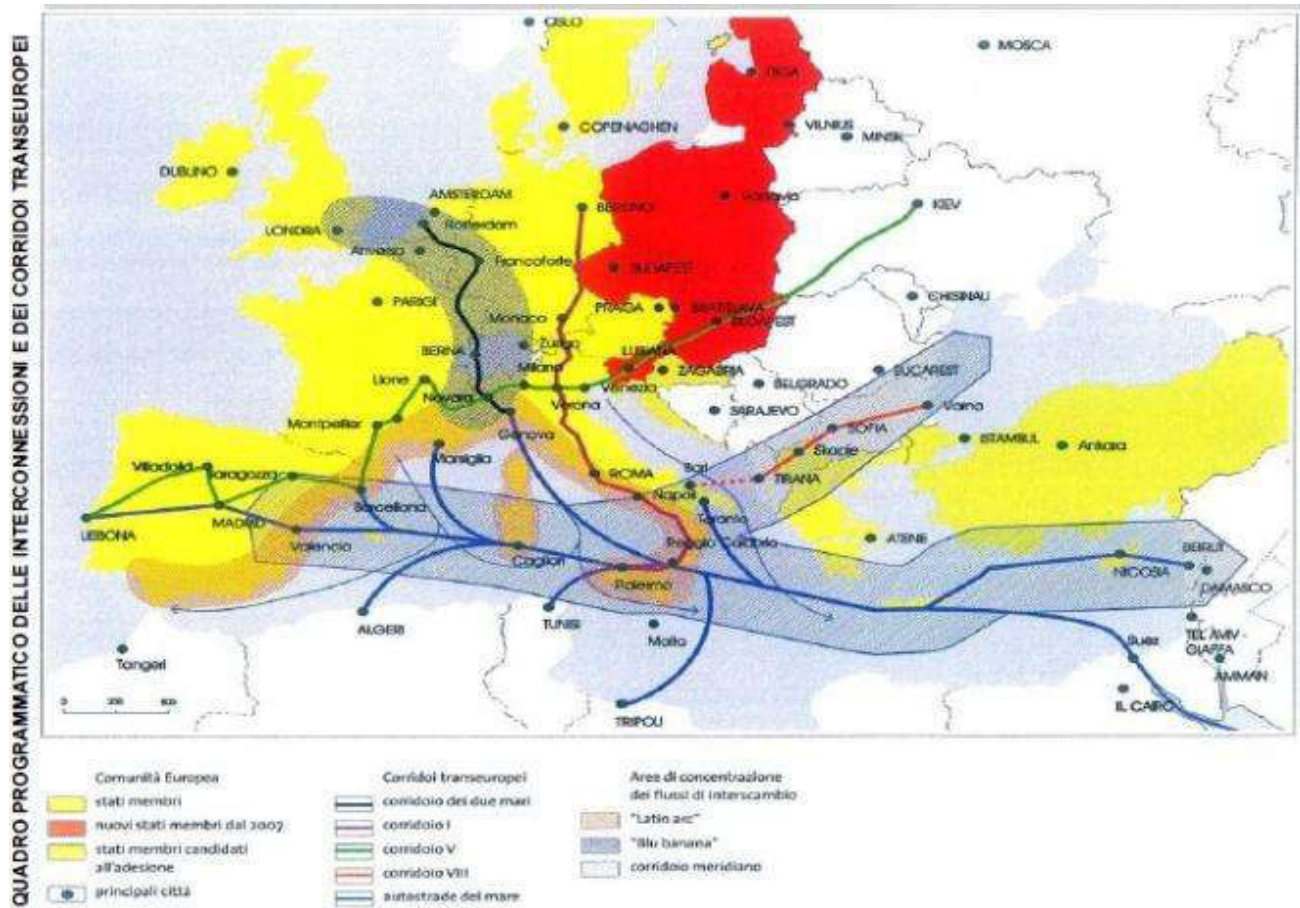 QUADRO PROGRAMMATICO DELLE INTERCONNESSIONI E DEI CORRIDOI TRANSEUROPEI
OSLO
MOSCA
RIGA
COPENAGHEN
VILNIUS
MINSK
DUBLINO
AMSTERDAM
BERLINO
Varsavia
KIEV
LONDRA
Rotterdam
Anversa
Francoforte
BUDAPEST
PARIGI
PRAGA
BRATISLAVA
CHISINAU
Monaco
BUDAPEST
BERNA
Zurigo
LUBIANA
Lione
Milano
ZAGABRIA
BUCAREST
Novara
Verona
Venezia
BELGRADO
Montpellier
Genova
SARAJEVO
Varna
SOFIA
ISTAMBUL
Ankara
Marsiglia
Skopje
Saragozza
ROMA
Bari
TIRANA
Barcellona
Napoli
LISBONA
MADRID
Taranto
Valencia
ATENE
Cagliari
Reggio Calabria
BEIRUT
Palermo
NICOSIA
DAMASCO
ALGERI
TUNISI
Malta
TEL AVIV -
GIAFFA
Suez
Tangeri
AMMAN
IL CAIRO
0 200
TRIPOLI
Comunità Europea
stati membri
nuovi stati membri dal 2007
stati membri candidati
all'adesione
principali città
Corridoi transeuropei
corridoio dei due mari
corridoio I
corridoio V
corridoio VIII
autostrade del mare
Aree di concentrazione
dei flussi di interscambio
"Latin arc"
"Blu banana"
corridoio meridiano